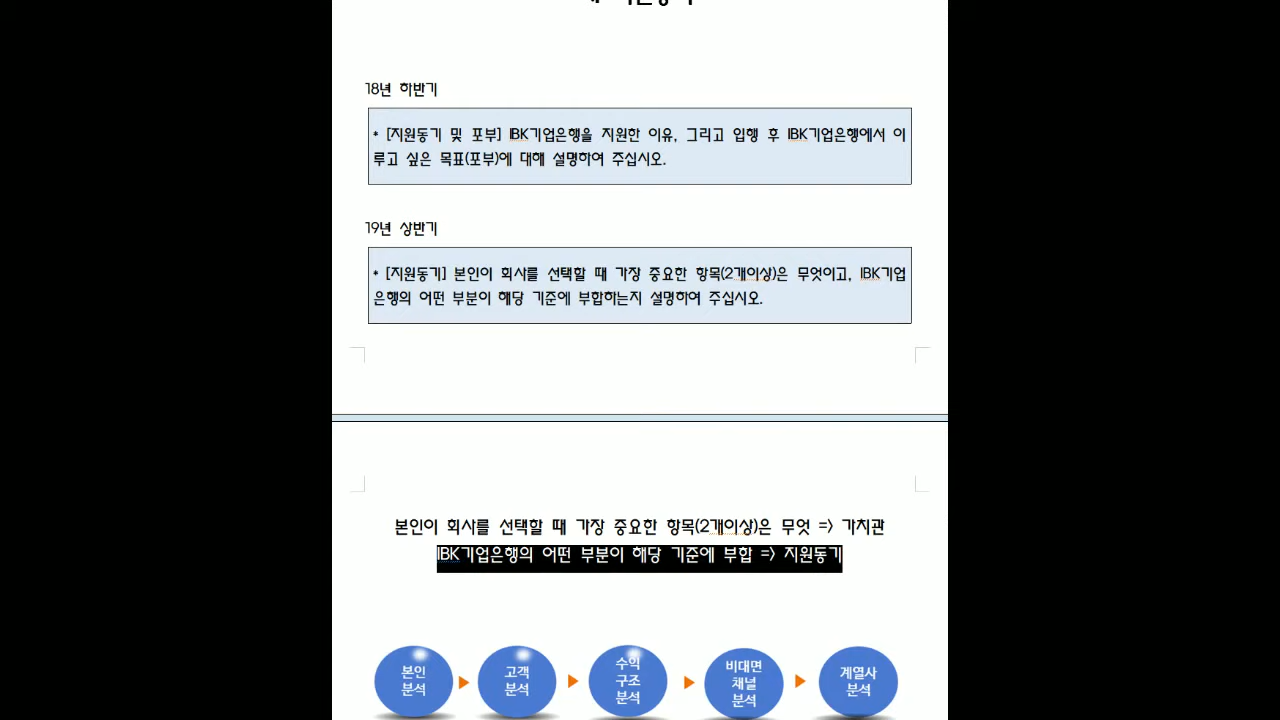 18년 하반기
* [지원동기 및 포부] IBK기업은행을 지원한 이유, 그리고 입행 후 IBK기업은행에서 이
루고 싶은 목표(포부)에 대해 설명하여 주십시오.
19년 상반기
* [지원동기] 본인이 회사를 선택할 때 가장 중요한 항목(2개이상)은 무엇이고, IBK기업
은행의 어떤 부분이 해당 기준에 부합하는지 설명하여 주십시오.
본인이 회사를 선택할 때 가장 중요한 항목(2개이상)은 무엇 => 가치관
IBK기업은행의 어떤 부분이 해당 기준에 부합 => 지원동기
본인
분석
고객
분석
수익
구조
분석
비대면
채널
분석
계열사
분석